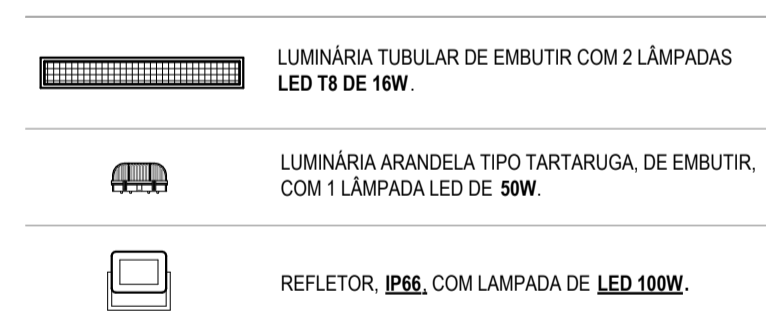 LUMINÁRIA TUBULAR DE EMBUTIR COM 2 LÂMPADAS
LED T8 DE 16W.
LUMINÁRIA ARANDELA TIPO TARTARUGA, DE EMBUTIR,
COM 1 LÂMPADA LED DE 50W.
REFLETOR, IP66, COM LAMPADA DE LED 100W.